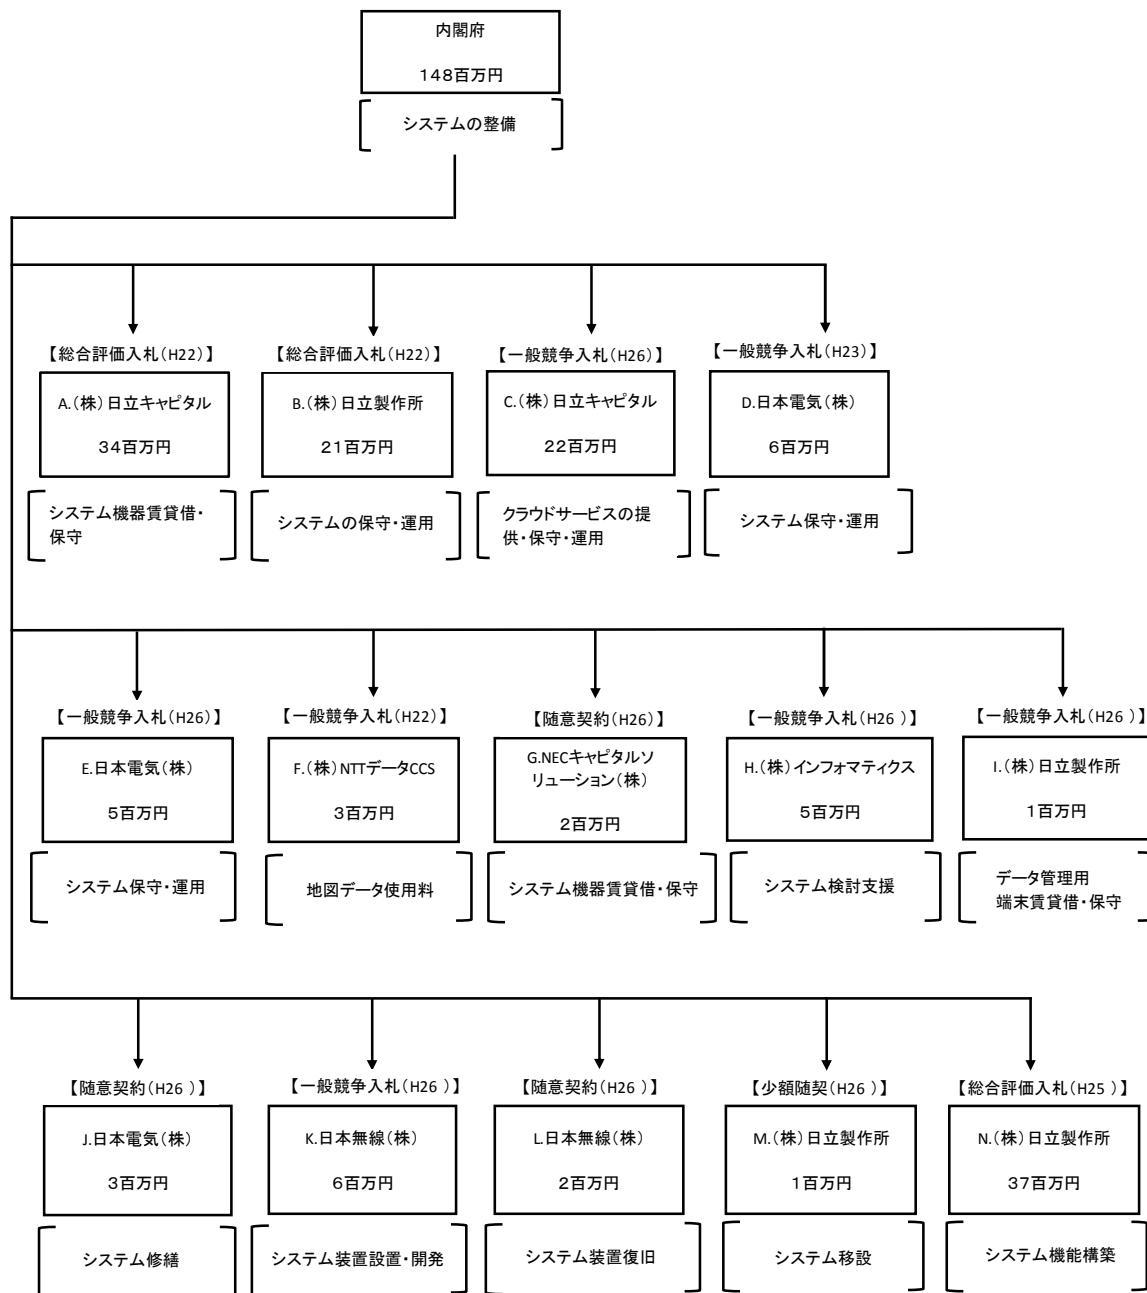 内閣府
148百万円
システムの整備
【総合評価入札(H22)】
【総合評価入札(H22)】
【一般競争入札(H26)】
【一般競争入札(H23)】
A.(株)日立キャピタル
34百万円
B.(株)日立製作所
21百万円
C.(株)日立キャピタル
22百万円
D.日本電気(株)
6百万円
システム機器賃貸借・
保守
システムの保守・運用
クラウドサービスの提
供・保守・運用
システム保守・運用
【一般競争入札(H26)】
【一般競争入札(H22)】
【随意契約(H26)】
【一般競争入札(H26 )】
【一般競争入札(H26 )】
E.日本電気(株)
5百万円
F.(株)NTTデータCCS
3百万円
G.NECキャピタルソ
リューション(株)
2百万円
H.(株)インフォマティクス
5百万円
I.(株)日立製作所
1百万円
システム保守・運用
地図データ使用料
システム機器賃貸借・保守
システム検討支援
データ管理用
端末賃貸借・保守
【随意契約(H26 )】
【一般競争入札(H26 )】
【随意契約(H26 )】
【少額随契(H26 )】
【総合評価入札(H25 )】
J.日本電気(株)
3百万円
K.日本無線(株)
6百万円
L.日本無線(株)
2百万円
M.(株)日立製作所
1百万円
N.(株)日立製作所
37百万円
システム修繕
システム装置設置・開発
システム装置復旧
システム移設
システム機能構築